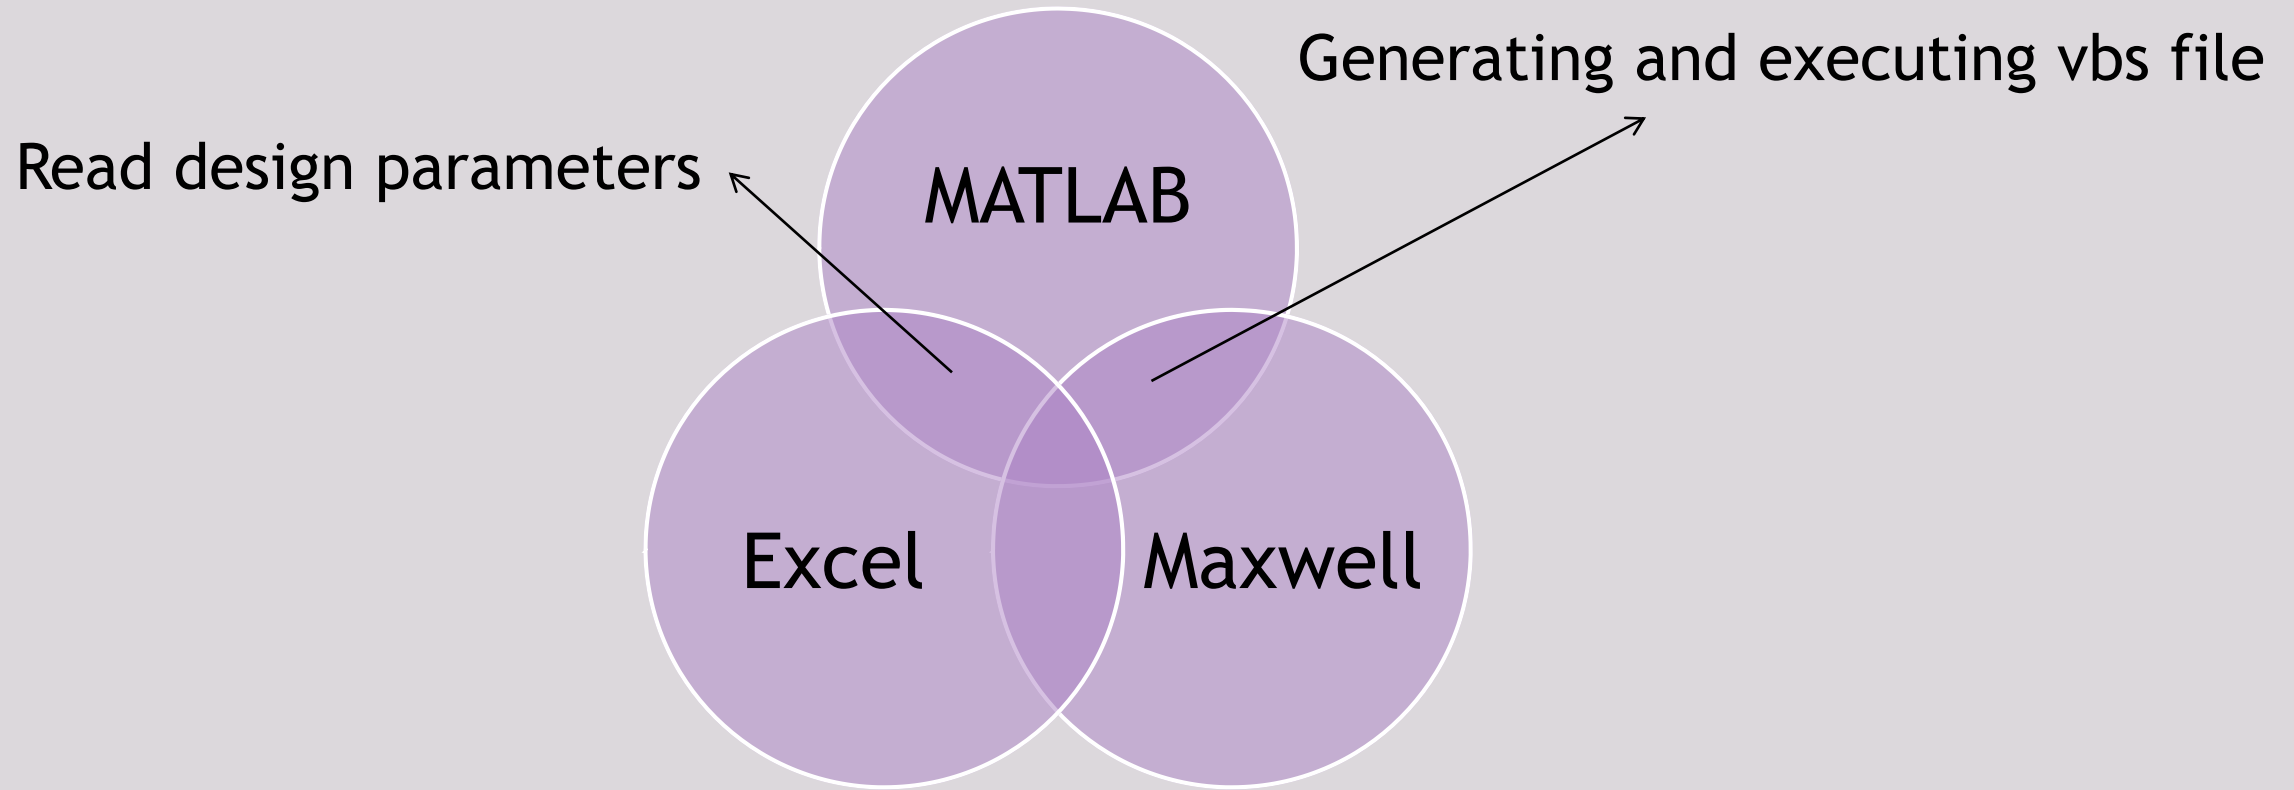 Generating and executing vbs file
Read design parameters
MATLAB
Excel
Maxwell